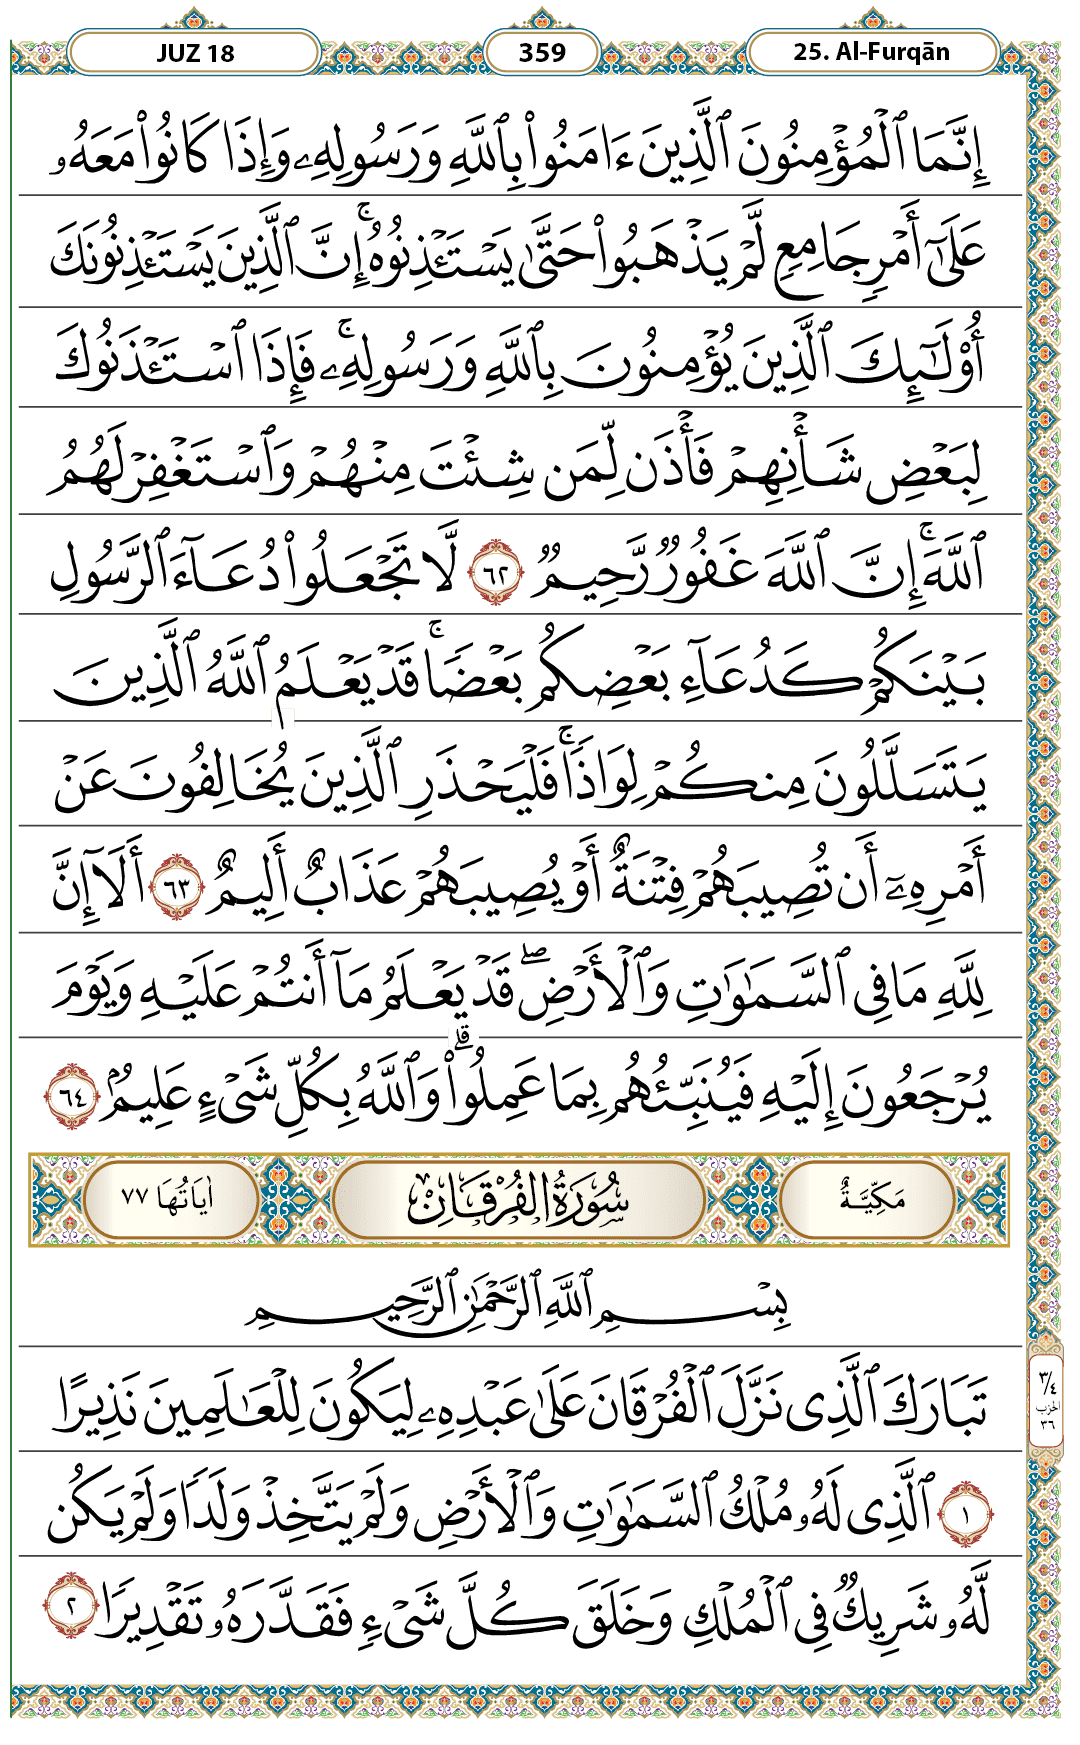 JUZ 18
359
25. Al-Furqān
إِنَّمَا ٱلْمُؤْمِنُونَ ٱلَّذِينَ ءَامَنُوا۟ بِٱللَّهِ وَرَسُولِهِۦ وَإِذَا كَانُوا۟ مَعَهُۥ
عَلَىٰٓ أَمْرٍ جَامِعٍ لَّمْ يَذْهَبُوا۟ حَتَّىٰ يَسْتَـْٔذِنُوهُ ۚ إِنَّ ٱلَّذِينَ يَسْتَـْٔذِنُونَكَ
أُو۟لَـٰٓئِكَ ٱلَّذِينَ يُؤْمِنُونَ بِٱللَّهِ وَرَسُولِهِۦ ۚ فَإِذَا ٱسْتَـْٔذَنُوكَ
لِبَعْضِ شَأْنِهِمْ فَأْذَن لِّمَن شِئْتَ مِنْهُمْ وَٱسْتَغْفِرْ لَهُمُ
ٱللَّهَ ۚ إِنَّ ٱللَّهَ غَفُورٌ رَّحِيمٌ ٦٢ لَّا تَجْعَلُوا۟ دُعَآءَ ٱلرَّسُولِ
بَيْنَكُمْ كَدُعَآءِ بَعْضِكُم بَعْضًا ۚ قَدْ يَعْلَمُ ٱللَّهُ ٱلَّذِينَ
يَتَسَلَّلُونَ مِنكُمْ لِوَاذًا ۚ فَلْيَحْذَرِ ٱلَّذِينَ يُخَالِفُونَ عَنْ
أَمْرِهِۦٓ أَن تُصِيبَهُمْ فِتْنَةٌ أَوْ يُصِيبَهُمْ عَذَابٌ أَلِيمٌ ٦٣ أَلَآ إِنَّ
لِلَّهِ مَا فِى ٱلسَّمَـٰوَٰتِ وَٱلْأَرْضِ ۖ قَدْ يَعْلَمُ مَآ أَنتُمْ عَلَيْهِ وَيَوْمَ
يُرْجَعُونَ إِلَيْهِ فَيُنَبِّئُهُم بِمَا عَمِلُوا۟ ۗ وَٱللَّهُ بِكُلِّ شَىْءٍ عَلِيمٌۢ ٦٤
مَكِّيَّةٌ
سُورَةُ الفُرْقَانِ
اٰيَاتُهَا ٧٧
بِسْمِ ٱللَّهِ ٱلرَّحْمَـٰنِ ٱلرَّحِيمِ
تَبَارَكَ ٱلَّذِى نَزَّلَ ٱلْفُرْقَانَ عَلَىٰ عَبْدِهِۦ لِيَكُونَ لِلْعَـٰلَمِينَ نَذِيرًا
١ ٱلَّذِى لَهُۥ مُلْكُ ٱلسَّمَـٰوَٰتِ وَٱلْأَرْضِ وَلَمْ يَتَّخِذْ وَلَدًا وَلَمْ يَكُن
لَّهُۥ شَرِيكٌ فِى ٱلْمُلْكِ وَخَلَقَ كُلَّ شَىْءٍ فَقَدَّرَهُۥ تَقْدِيرًا ٢
٣/٤
الحزب
٣٦